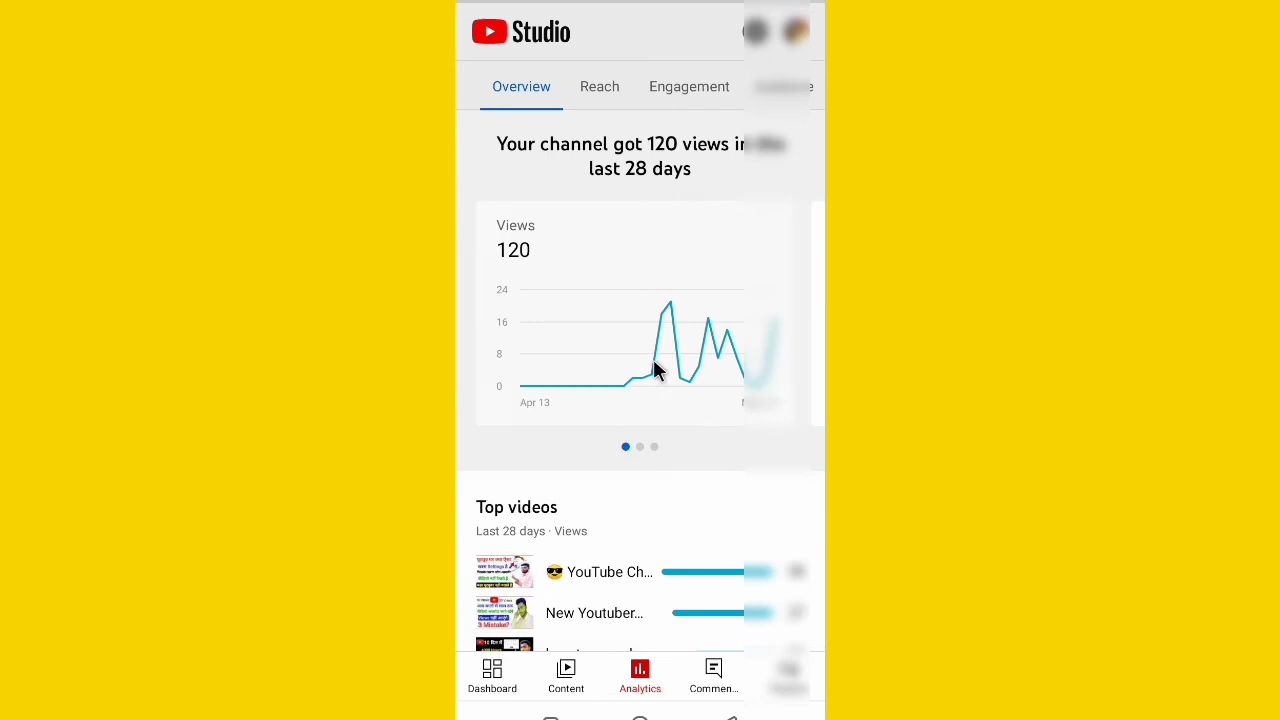 Studio
Overview Reach Engagement
Your channel got 120 views in the
last 28 days
Views
120
24
16
8
0
Apr 13
Top videos
Last 28 days · Views
😎 YouTube Ch...
New Youtuber...
Dashboard Content Analytics Commen...